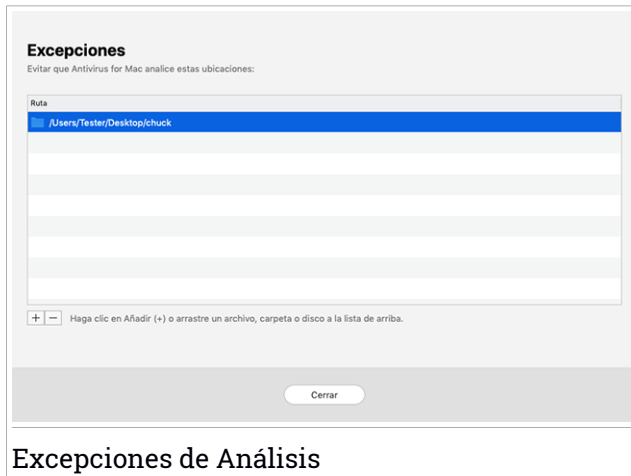 Excepciones
Evitar que Antivirus for Mac analice estas ubicaciones:
Ruta
/Users/Tester/Desktop/chuck
+ − Haga clic en Añadir (+) o arrastre un archivo, carpeta o disco a la lista de arriba.
Cerrar
Excepciones de Análisis